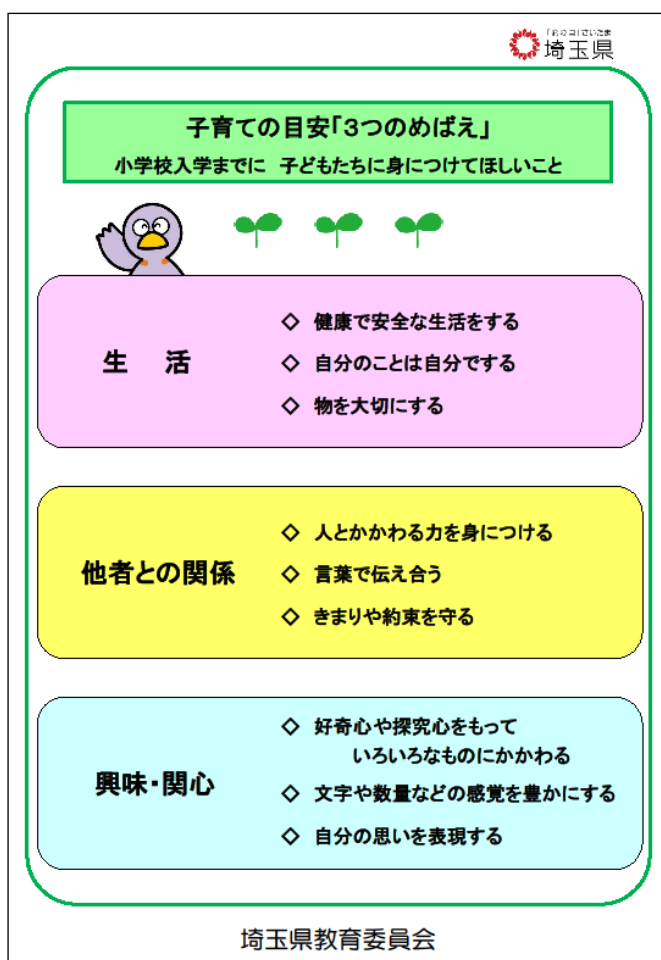 「彩の国」さいたま
埼玉県
子育ての目安「3つのめばえ」
小学校入学までに 子どもたちに身につけてほしいこと
生 活
◇ 健康で安全な生活をする
◇ 自分のことは自分でする
◇ 物を大切にする
他者との関係
◇ 人とかかわる力を身につける
◇ 言葉で伝え合う
◇ きまりや約束を守る
興味・関心
◇ 好奇心や探究心をもって
いろいろなものにかかわる
◇ 文字や数量などの感覚を豊かにする
◇ 自分の思いを表現する
埼玉県教育委員会